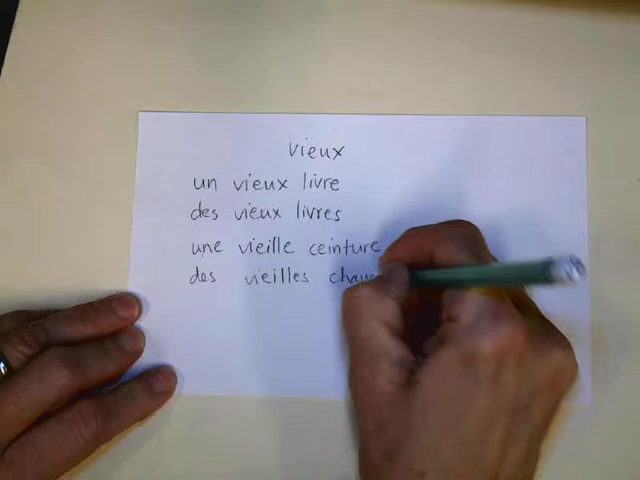 vieux
un vieux livre
des vieux livres
une vieille ceinture
des vieilles